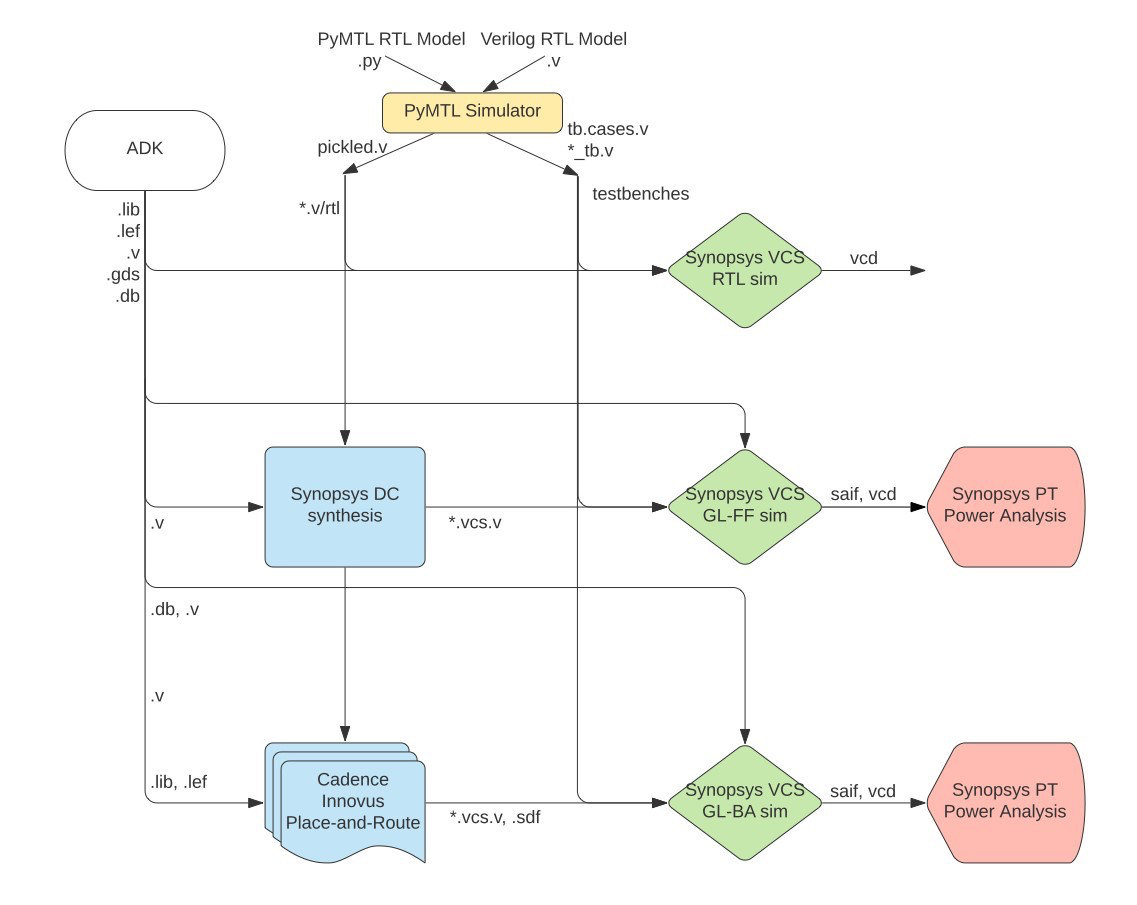 PyMTL RTL Model
.py
Verilog RTL Model
.v
PyMTL Simulator
ADK
pickled.v
tb.cases.v
*_tb.v
testbenches
*.v/rtl
.lib
.lef
.v
.gds
.db
Synopsys VCS
RTL sim
vcd
Synopsys DC
synthesis
.v
*.vcs.v
Synopsys VCS
GL-FF sim
saif, vcd
Synopsys PT
Power Analysis
.db, .v
.v
.lib, .lef
Cadence
Innovus
Place-and-Route
*.vcs.v, .sdf
Synopsys VCS
GL-BA sim
saif, vcd
Synopsys PT
Power Analysis